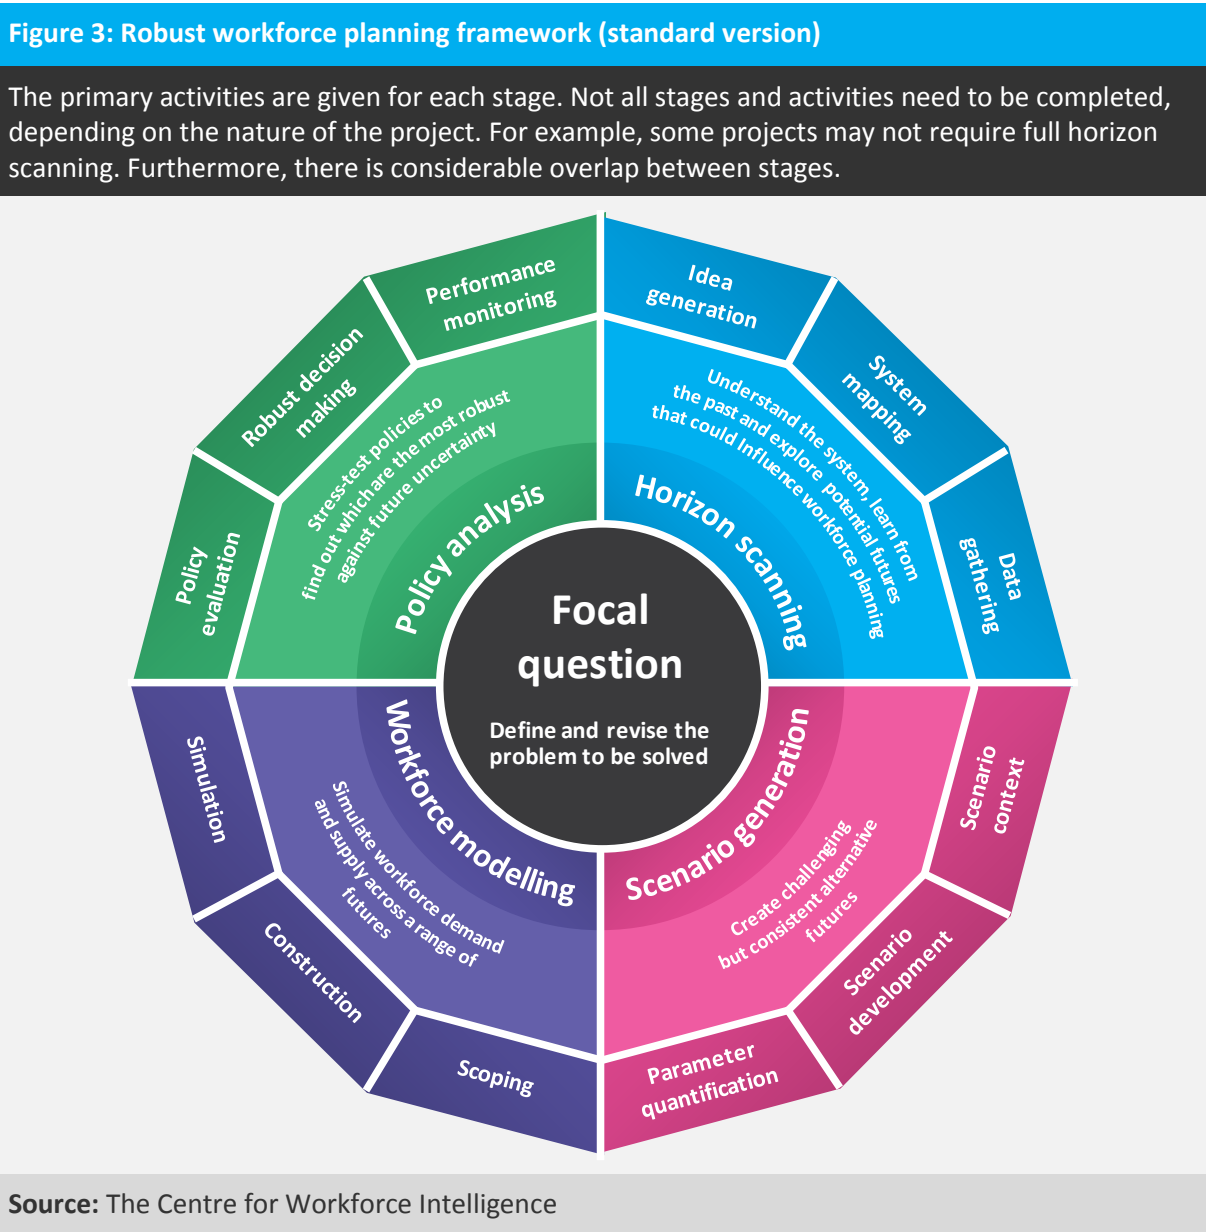 Figure 3: Robust workforce planning framework (standard version)
The primary activities are given for each stage. Not all stages and activities need to be completed,
depending on the nature of the project. For example, some projects may not require full horizon
scanning. Furthermore, there is considerable overlap between stages.
Focal
question
Define and revise the
problem to be solved
Horizon scanning
Understand the system, learn from
the past and explore potential futures
that could Influence workforce planning
Idea
generation
System
mapping
Data
gathering
Scenario generation
Create challenging
but consistent alternative
futures
Scenario
context
Scenario
development
Parameter
quantification
Workforce modelling
Simulate workforce demand
and supply across a range of
futures
Scoping
Construction
Simulation
Policy analysis
Stress-test policies to
find out which are the most robust
against future uncertainty
Policy
evaluation
Robust decision
making
Performance
monitoring
Source: The Centre for Workforce Intelligence